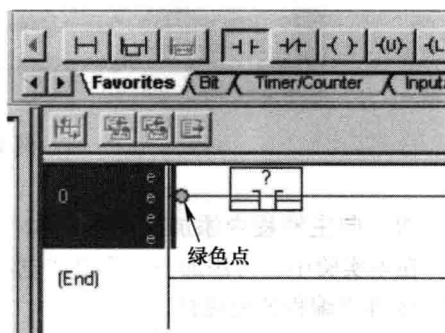 Favorites Bit Timer/Counter Input
0 e
e
e
e
?
绿色点
(End)